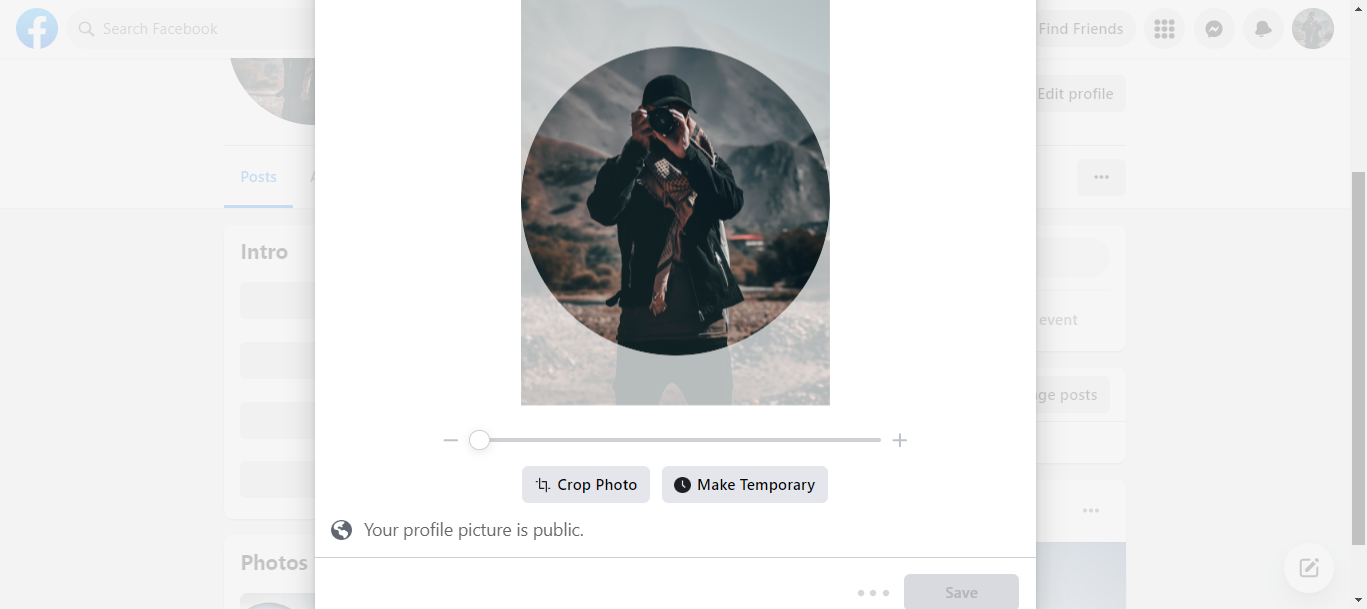 Search Facebook
Find Friends
Edit profile
Posts
Intro
event
Crop Photo
Make Temporary
posts
Your profile picture is public.
Photos
Save